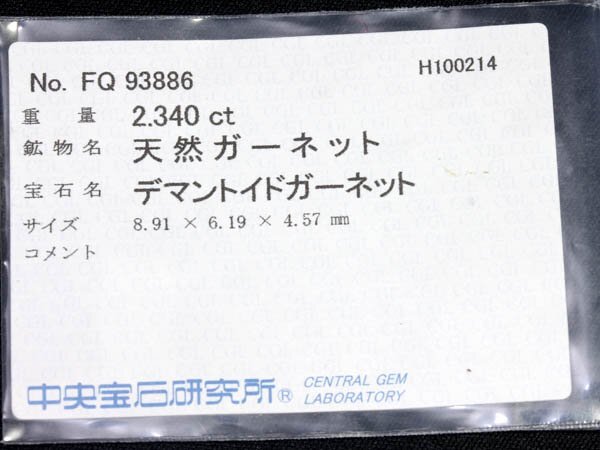 No. FQ 93886
H100214
重量 2.340 ct
鉱物名 天然ガーネット
宝石名 デマントイドガーネット
サイズ 8.91 × 6.19 × 4.57 mm
コメント
中央宝石研究所® CENTRAL GEM
LABORATORY